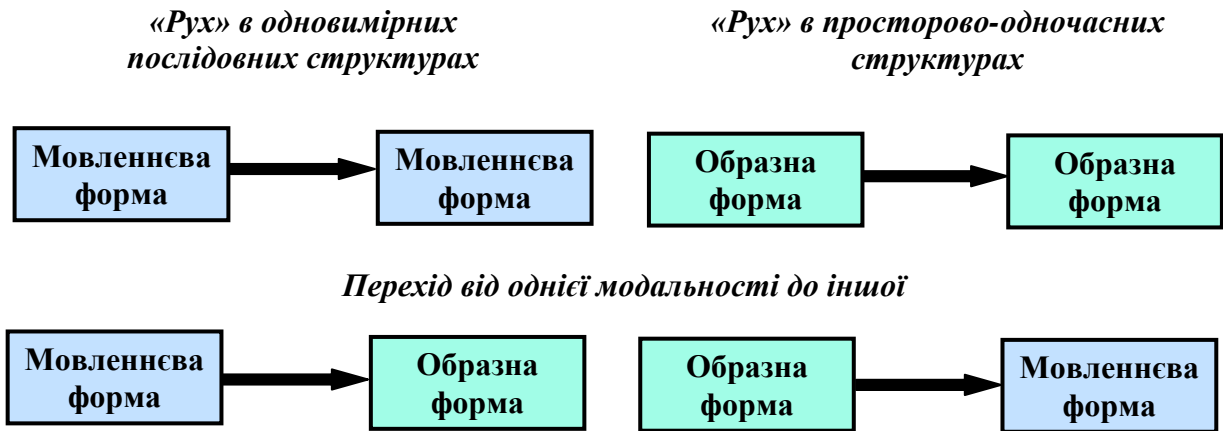 «Рух» в одновимірних
послідовних структурах
«Рух» в просторово-одночасних
структурах
Мовленнєва
форма
Мовленнєва
форма
Образна
форма
Образна
форма
Перехід від однієї модальності до іншої
Мовленнєва
форма
Образна
форма
Образна
форма
Мовленнєва
форма